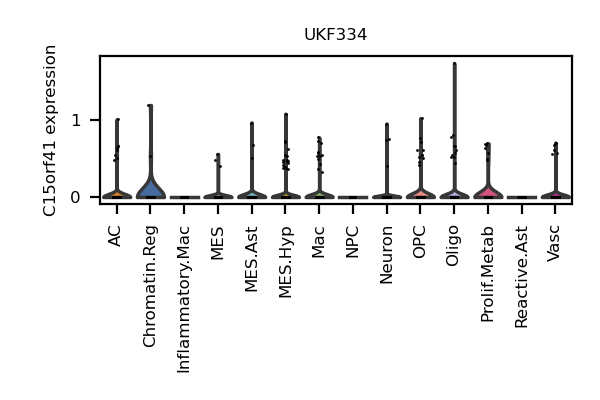 UKF334
C15orf41 expression
1
0
AC
Chromatin.Reg
Inflammatory.Mac
MES
MES.Ast
MES.Hyp
Mac
NPC
Neuron
OPC
Oligo
Prolif.Metab
Reactive.Ast
Vasc